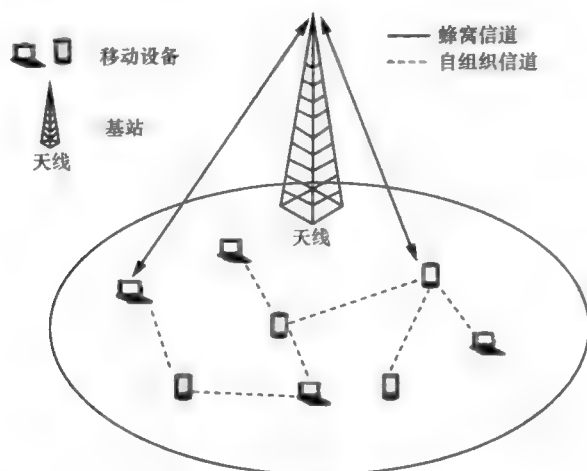 移动设备
基站
天线
蜂窝信道
自组织信道
天线